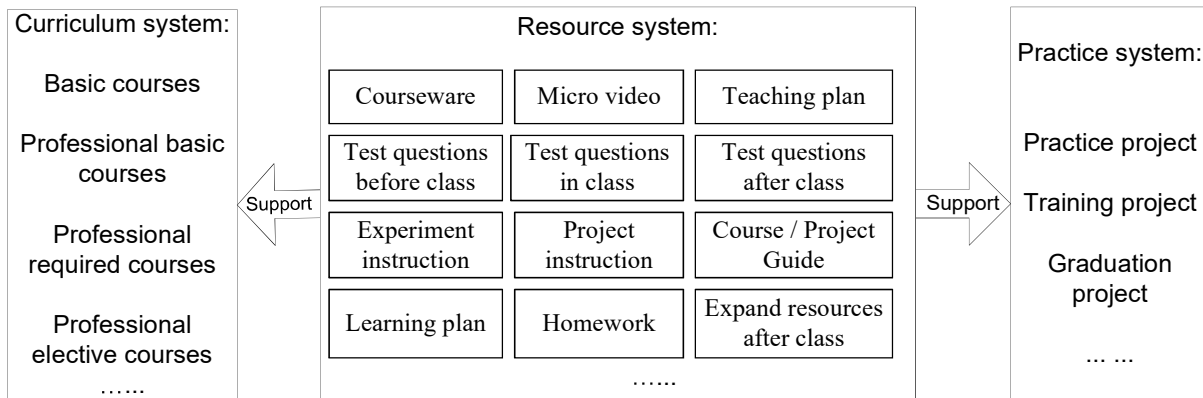 Curriculum system:
Basic courses
Professional basic
courses
Professional
required courses
Professional
elective courses
…...
Support
Resource system:
Courseware
Micro video
Teaching plan
Test questions
before class
Test questions
in class
Test questions
after class
Experiment
instruction
Project
instruction
Course / Project
Guide
Learning plan
Homework
Expand resources
after class
…...
Support
Practice system:
Practice project
Training project
Graduation
project
... ...